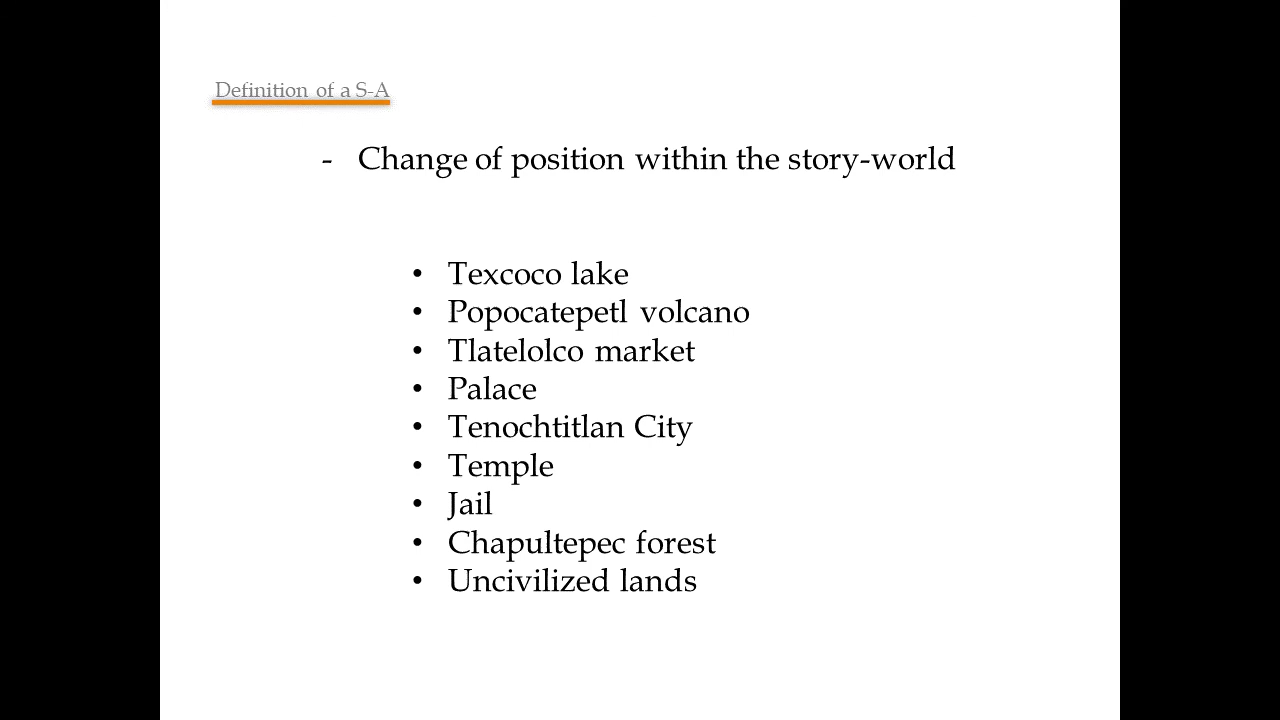 Definition of a S-A
- Change of position within the story-world
• Texcoco lake
• Popocatepetl volcano
• Tlatelolco market
• Palace
• Tenochtitlan City
• Temple
• Jail
• Chapultepec forest
• Uncivilized lands